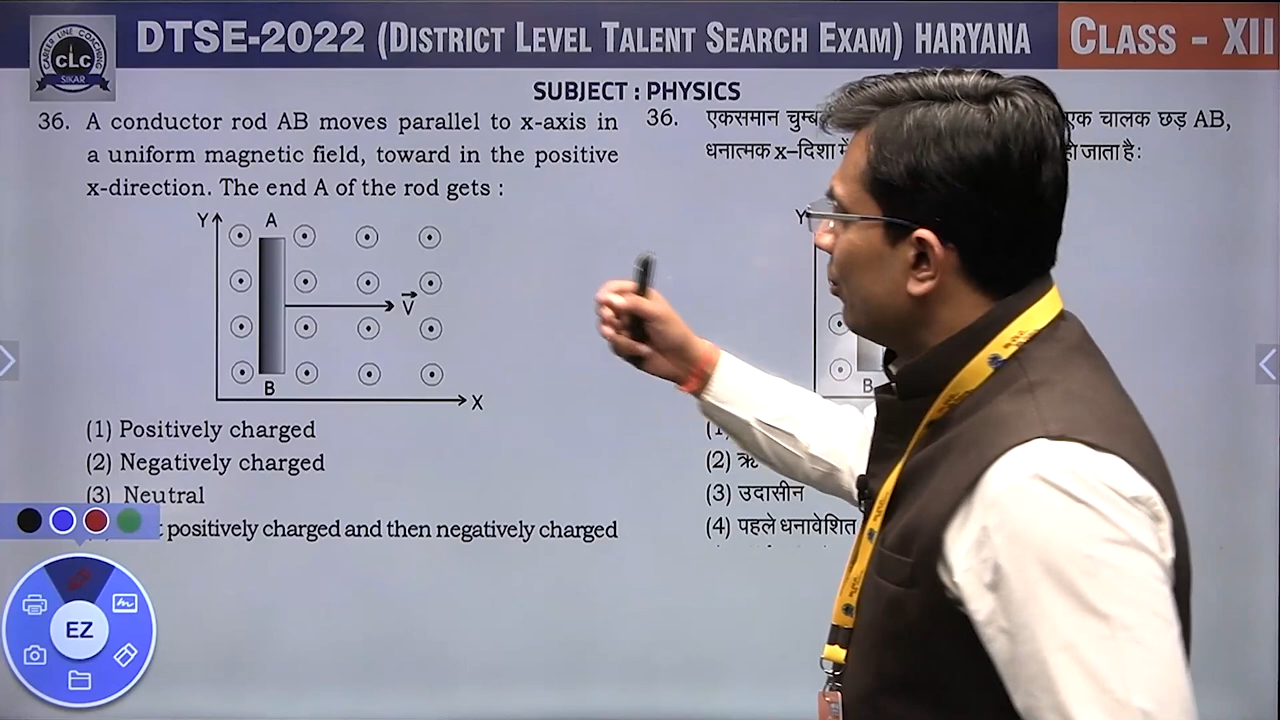 CAREER LINE COACHING
CLC
SIKAR
DTSE-2022 (DISTRICT LEVEL TALENT SEARCH EXAM) HARYANA
CLASS - XII
SUBJECT : PHYSICS
36. A conductor rod AB moves parallel to x-axis in
a uniform magnetic field, toward in the positive
x-direction. The end A of the rod gets :
Y A
V
B
X
(1) Positively charged
(2) Negatively charged
(3) Neutral
positively charged and then negatively charged
36. एकसमान एक चालक छड़ AB,
धनात्मक x–दिशा में हो जाता है :
Y
B
(2)
(3) उदासीन
(4) पहले धनावेशित
EZ